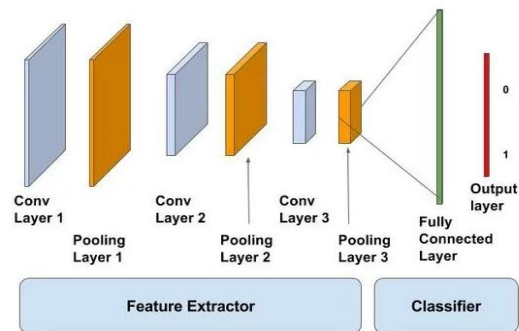 0
1
Conv
Layer 1
Pooling
Layer 1
Conv
Layer 2
Pooling
Layer 2
Conv
Layer 3
Pooling
Layer 3
Fully
Connected
Layer
Output
layer
Feature Extractor
Classifier